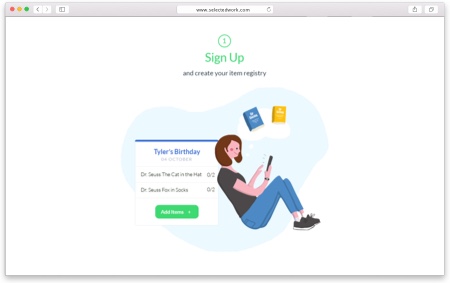 www.selectedwork.com
1
Sign Up
and create your item registry
Tyler's Birthday
04 OCTOBER
Dr. Seuss The Cat in the Hat 0/2
Dr. Seuss Fox in Socks 0/2
Add Items